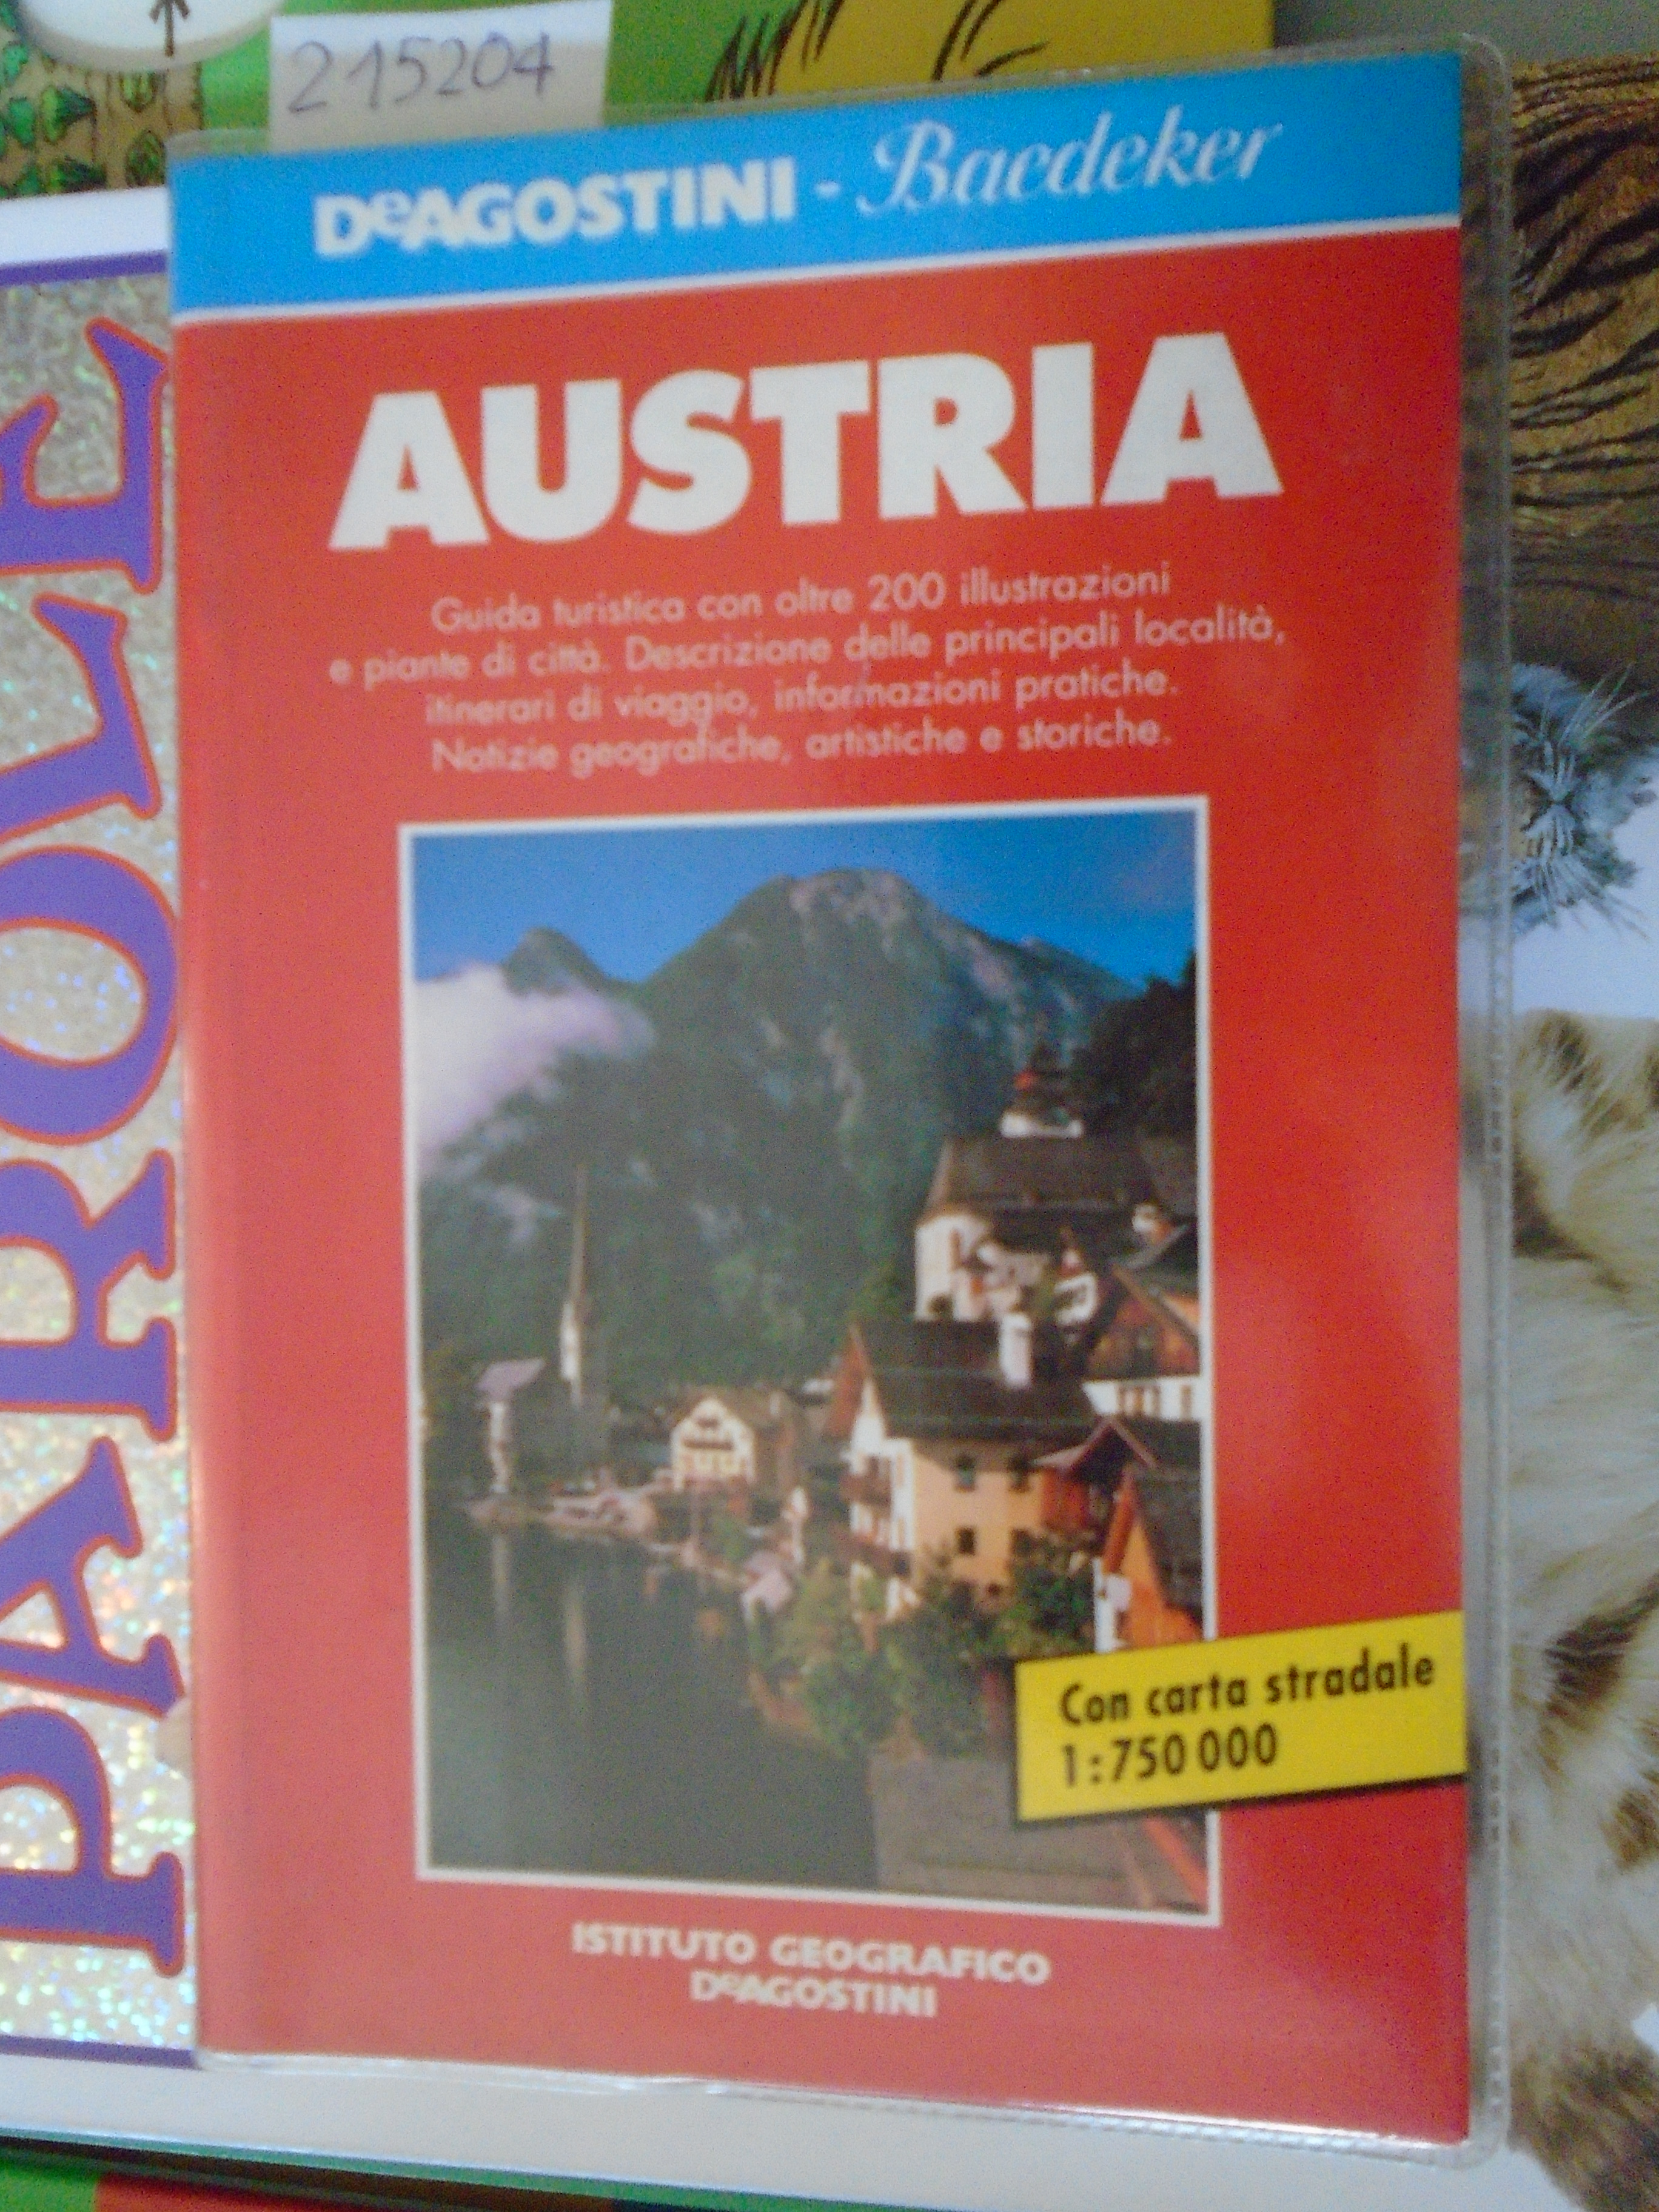 215204
DeAGOSTINI - Baedeker
AUSTRIA
Guida turistica con oltre 200 illustrazioni
e piante di città. Descrizione delle principali località,
itinerari di viaggio, informazioni pratiche.
Notizie geografiche, artistiche e storiche.
Con carta stradale
1:750 000
ISTITUTO GEOGRAFICO
DeAGOSTINI
PAROLE